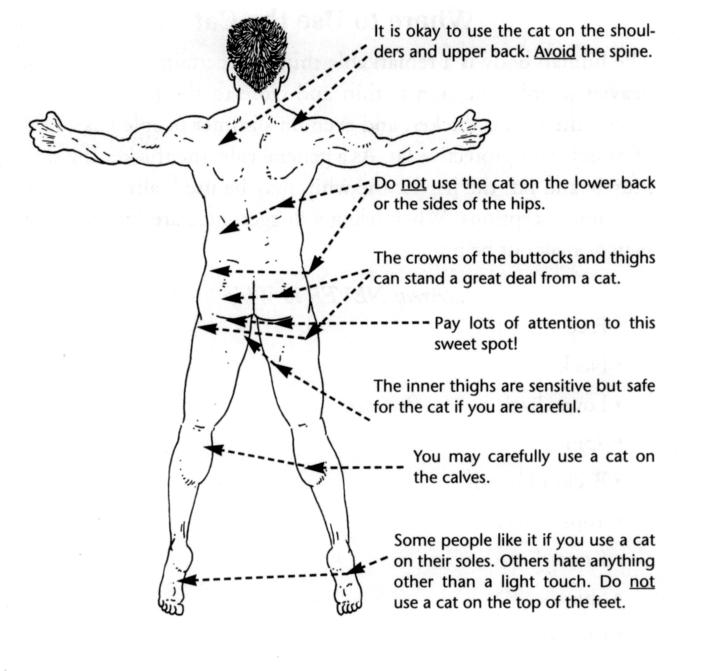 It is okay to use the cat on the shoul-
ders and upper back. Avoid the spine.
Do not use the cat on the lower back
or the sides of the hips.
The crowns of the buttocks and thighs
can stand a great deal from a cat.
Pay lots of attention to this
sweet spot!
The inner thighs are sensitive but safe
for the cat if you are careful.
You may carefully use a cat on
the calves.
Some people like it if you use a cat
on their soles. Others hate anything
other than a light touch. Do not
use a cat on the top of the feet.